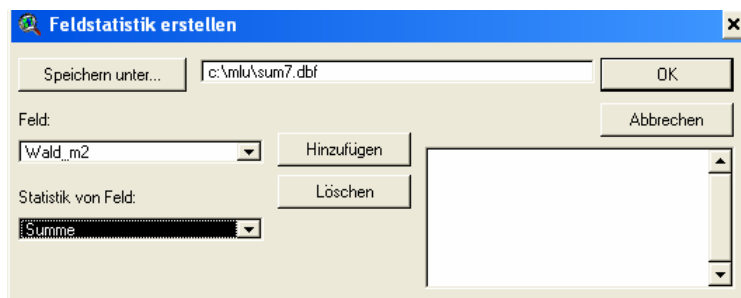 Feldstatistik erstellen
Speichern unter...
c:\mlu\sum7.dbf
OK
Abbrechen
Feld:
Wald_m2
Hinzufügen
Löschen
Statistik von Feld:
Summe